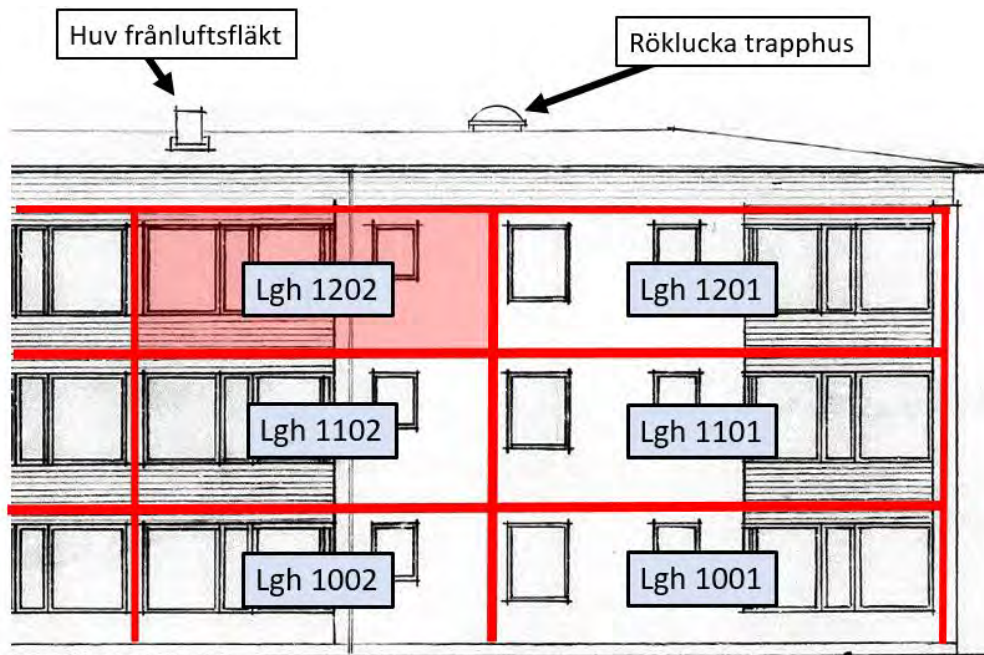 Huv frånluftsfläkt
Röklucka trapphus
Lgh 1202
Lgh 1201
Lgh 1102
Lgh 1101
Lgh 1002
Lgh 1001